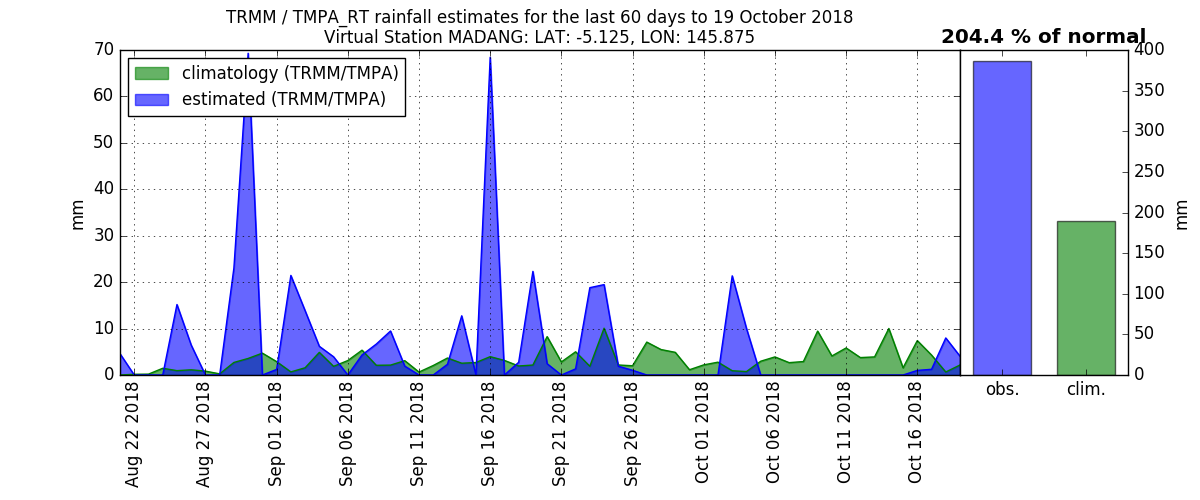 TRMM / TMPA_RT rainfall estimates for the last 60 days to 19 October 2018
Virtual Station MADANG: LAT: -5.125, LON: 145.875
204.4 % of normal
climatology (TRMM/TMPA)
estimated (TRMM/TMPA)
mm
70
60
50
40
30
20
10
0
Aug 22 2018
Aug 27 2018
Sep 01 2018
Sep 06 2018
Sep 11 2018
Sep 16 2018
Sep 21 2018
Sep 26 2018
Oct 01 2018
Oct 06 2018
Oct 11 2018
Oct 16 2018
400
350
300
250
200
150
100
50
0
mm
obs.
clim.